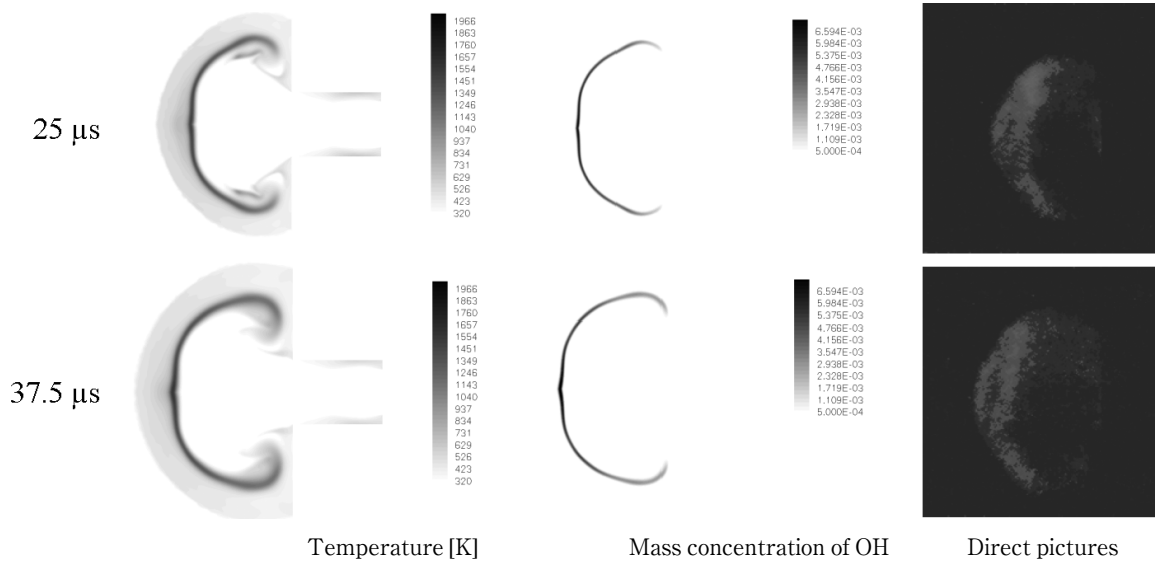 1966
1863
1760
1657
1554
1451
1349
1246
1143
1040
937
834
731
629
526
423
320
6.594E-03
5.984E-03
5.375E-03
4.766E-03
4.156E-03
3.547E-03
2.938E-03
2.328E-03
1.719E-03
1.109E-03
5.000E-04
25 µs
1966
1863
1760
1657
1554
1451
1349
1246
1143
1040
937
834
731
629
526
423
320
6.594E-03
5.984E-03
5.375E-03
4.766E-03
4.156E-03
3.547E-03
2.938E-03
2.328E-03
1.719E-03
1.109E-03
5.000E-04
37.5 µs
Temperature [K]
Mass concentration of OH
Direct pictures